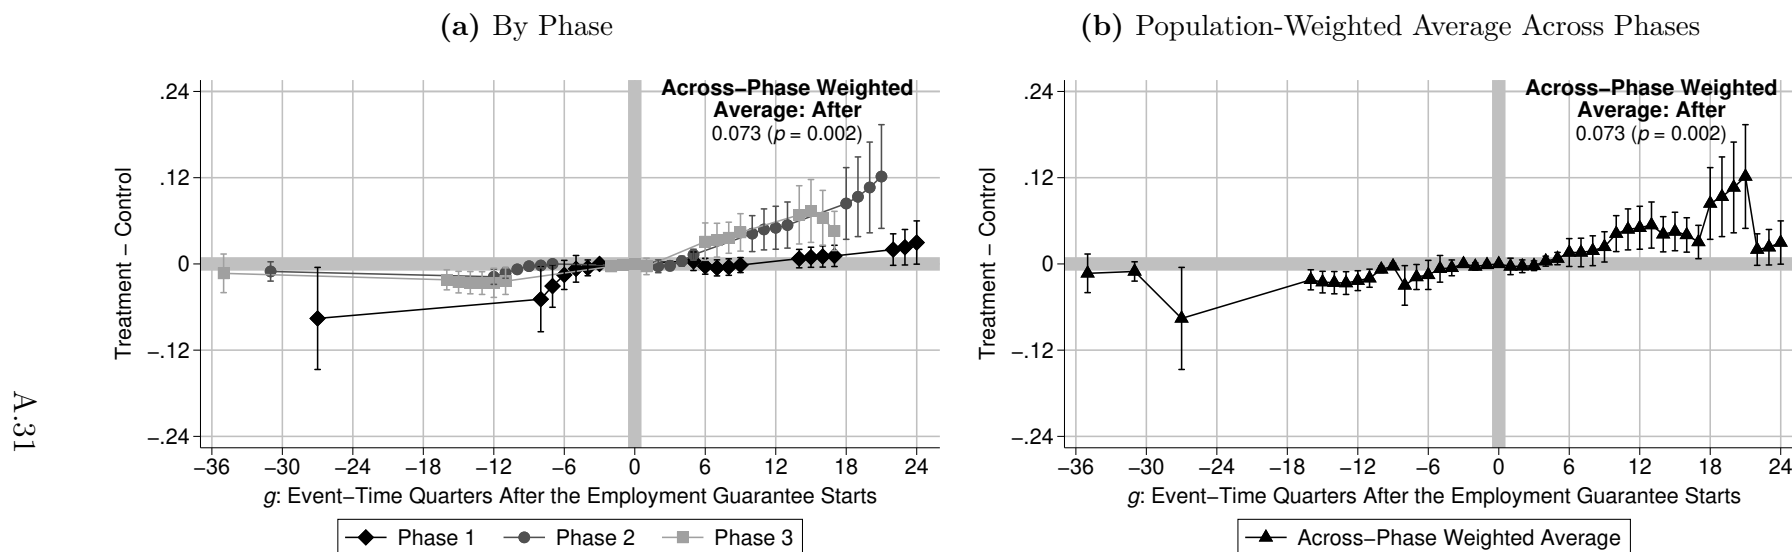 (a) By Phase
Across−Phase Weighted
Average: After
0.073 (p = 0.002)
Treatment − Control
.24
.12
0
−.12
−.24
−36 −30 −24 −18 −12 −6 0 6 12 18 24
g: Event−Time Quarters After the Employment Guarantee Starts
Phase 1 Phase 2 Phase 3
(b) Population-Weighted Average Across Phases
Across−Phase Weighted
Average: After
0.073 (p = 0.002)
Treatment − Control
.24
.12
0
−.12
−.24
−36 −30 −24 −18 −12 −6 0 6 12 18 24
g: Event−Time Quarters After the Employment Guarantee Starts
Across−Phase Weighted Average
A.31